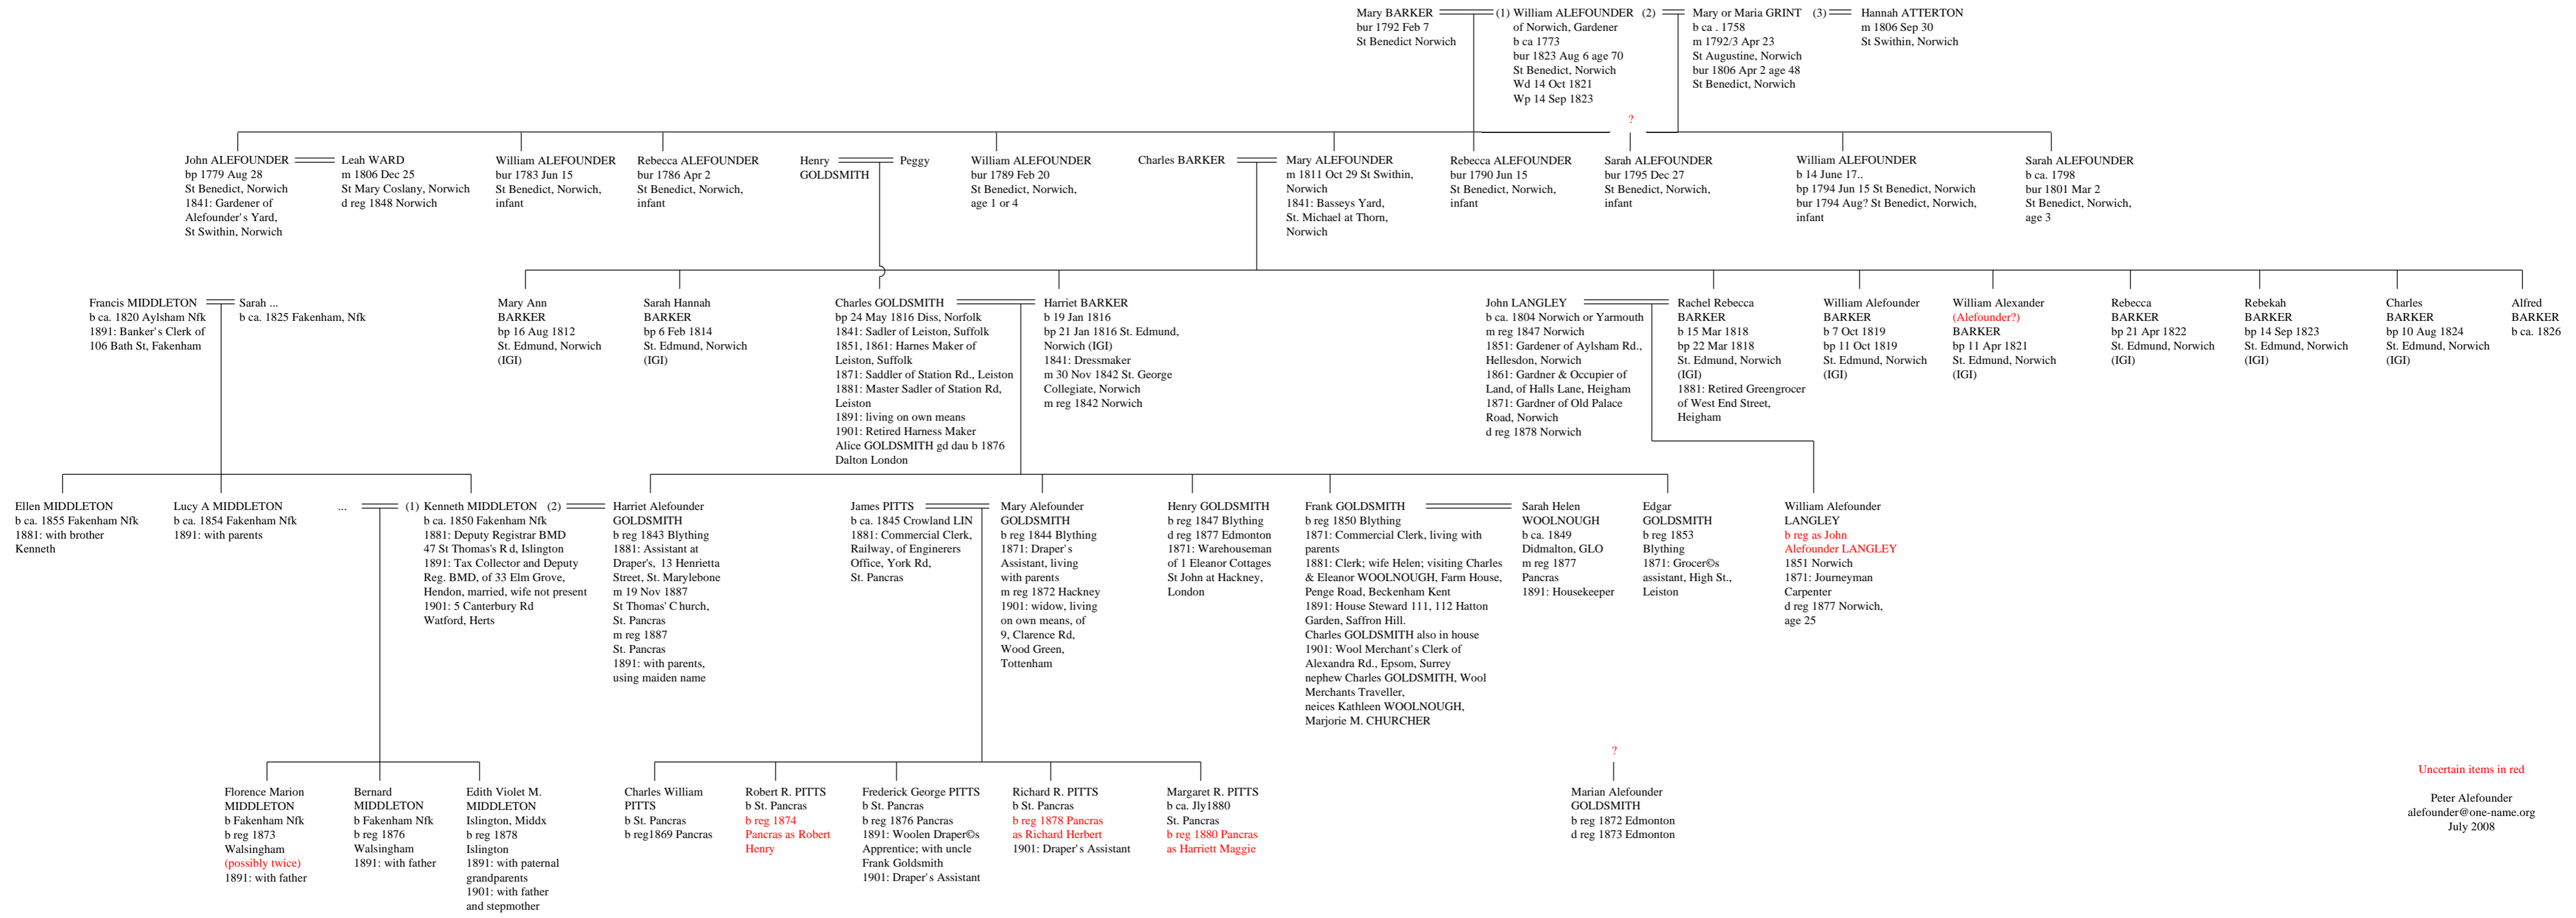 Mary BARKER
bur 1792 Feb 7
St Benedict Norwich
(1) William ALEFOUNDER (2)
of Norwich, Gardener
b ca 1773
bur 1823 Aug 6 age 70
St Benedict, Norwich
Wd 14 Oct 1821
Wp 14 Sep 1823
Mary or Maria GRINT (3)
b ca . 1758
m 1792/3 Apr 23
St Augustine, Norwich
bur 1806 Apr 2 age 48
St Benedict, Norwich
Hannah ATTERTON
m 1806 Sep 30
St Swithin, Norwich
?
John ALEFOUNDER
bp 1779 Aug 28
St Benedict, Norwich
1841: Gardener of
Alefounder's Yard,
St Swithin, Norwich
Leah WARD
m 1806 Dec 25
St Mary Coslany, Norwich
d reg 1848 Norwich
William ALEFOUNDER
bur 1783 Jun 15
St Benedict, Norwich,
infant
Rebecca ALEFOUNDER
bur 1786 Apr 2
St Benedict, Norwich,
infant
Henry
GOLDSMITH
Peggy
William ALEFOUNDER
bur 1789 Feb 20
St Benedict, Norwich,
age 1 or 4
Charles BARKER
Mary ALEFOUNDER
m 1811 Oct 29 St Swithin,
Norwich
1841: Basseys Yard,
St. Michael at Thorn,
Norwich
Rebecca ALEFOUNDER
bur 1790 Jun 15
St Benedict, Norwich,
infant
Sarah ALEFOUNDER
bur 1795 Dec 27
St Benedict, Norwich,
infant
William ALEFOUNDER
b 14 June 17..
bp 1794 Jun 15 St Benedict, Norwich
bur 1794 Aug? St Benedict, Norwich,
infant
Sarah ALEFOUNDER
b ca. 1798
bur 1801 Mar 2
St Benedict, Norwich,
age 3
Francis MIDDLETON
b ca. 1820 Aylsham Nfk
1891: Banker's Clerk of
106 Bath St, Fakenham
Sarah ...
b ca. 1825 Fakenham, Nfk
Mary Ann
BARKER
bp 16 Aug 1812
St. Edmund, Norwich
(IGI)
Sarah Hannah
BARKER
bp 6 Feb 1814
St. Edmund, Norwich
(IGI)
Charles GOLDSMITH
bp 24 May 1816 Diss, Norfolk
1841: Sadler of Leiston, Suffolk
1851, 1861: Harnes Maker of
Leiston, Suffolk
1871: Saddler of Station Rd., Leiston
1881: Master Sadler of Station Rd,
Leiston
1891: living on own means
1901: Retired Harness Maker
Alice GOLDSMITH gd dau b 1876
Dalton London
Harriet BARKER
b 19 Jan 1816
bp 21 Jan 1816 St. Edmund,
Norwich (IGI)
1841: Dressmaker
m 30 Nov 1842 St. George
Collegiate, Norwich
m reg 1842 Norwich
John LANGLEY
b ca. 1804 Norwich or Yarmouth
m reg 1847 Norwich
1851: Gardener of Aylsham Rd.,
Hellesdon, Norwich
1861: Gardner & Occupier of
Land, of Halls Lane, Heigham
1871: Gardner of Old Palace
Road, Norwich
d reg 1878 Norwich
Rachel Rebecca
BARKER
b 15 Mar 1818
bp 22 Mar 1818
St. Edmund, Norwich
(IGI)
1881: Retired Greengrocer
of West End Street,
Heigham
William Alefounder
BARKER
b 7 Oct 1819
bp 11 Oct 1819
St. Edmund, Norwich
(IGI)
William Alexander
(Alefounder?)
BARKER
bp 11 Apr 1821
St. Edmund, Norwich
(IGI)
Rebecca
BARKER
bp 21 Apr 1822
St. Edmund, Norwich
(IGI)
Rebekah
BARKER
bp 14 Sep 1823
St. Edmund, Norwich
(IGI)
Charles
BARKER
bp 10 Aug 1824
St. Edmund, Norwich
(IGI)
Alfred
BARKER
b ca. 1826
Ellen MIDDLETON
b ca. 1855 Fakenham Nfk
1881: with brother
Kenneth
Lucy A MIDDLETON
b ca. 1854 Fakenham Nfk
1891: with parents
...
(1) Kenneth MIDDLETON (2)
b ca. 1850 Fakenham Nfk
1881: Deputy Registrar BMD
47 St Thomas's R d, Islington
1891: Tax Collector and Deputy
Reg. BMD, of 33 Elm Grove,
Hendon, married, wife not present
1901: 5 Canterbury Rd
Watford, Herts
Harriet Alefounder
GOLDSMITH
b reg 1843 Blything
1881: Assistant at
Draper's, 13 Henrietta
Street, St. Marylebone
m 19 Nov 1887
St Thomas' Church,
St. Pancras
m reg 1887
St. Pancras
1891: with parents,
using maiden name
James PITTS
b ca. 1845 Crowland LIN
1881: Commercial Clerk,
Railway, of Enginerers
Office, York Rd,
St. Pancras
Mary Alefounder
GOLDSMITH
b reg 1844 Blything
1871: Draper's
Assistant, living
with parents
m reg 1872 Hackney
1901: widow, living
on own means, of
9, Clarence Rd,
Wood Green,
Tottenham
Henry GOLDSMITH
b reg 1847 Blything
d reg 1877 Edmonton
1871: Warehouseman
of 1 Eleanor Cottages
St John at Hackney,
London
Frank GOLDSMITH
b reg 1850 Blything
1871: Commercial Clerk, living with
parents
1881: Clerk; wife Helen; visiting Charles
& Eleanor WOOLNOUGH, Farm House,
Penge Road, Beckenham Kent
1891: House Steward 111, 112 Hatton
Garden, Saffron Hill.
Charles GOLDSMITH also in house
1901: Wool Merchant's Clerk of
Alexandra Rd., Epsom, Surrey
nephew Charles GOLDSMITH, Wool
Merchants Traveller,
neices Kathleen WOOLNOUGH,
Marjorie M. CHURCHER
Sarah Helen
WOOLNOUGH
b ca. 1849
Didmalton, GLO
m reg 1877
Pancras
1891: Housekeeper
Edgar
GOLDSMITH
b reg 1853
Blything
1871: Grocer©s
assistant, High St.,
Leiston
William Alefounder
LANGLEY
b reg as John
Alefounder LANGLEY
1851 Norwich
1871: Journeyman
Carpenter
d reg 1877 Norwich,
age 25
Florence Marion
MIDDLETON
b Fakenham Nfk
b reg 1873
Walsingham
(possibly twice)
1891: with father
Bernard
MIDDLETON
b Fakenham Nfk
b reg 1876
Walsingham
1891: with father
Edith Violet M.
MIDDLETON
Islington, Middx
b reg 1878
Islington
1891: with paternal
grandparents
1901: with father
and stepmother
Charles William
PITTS
b St. Pancras
b reg1869 Pancras
Robert R. PITTS
b St. Pancras
b reg 1874
Pancras as Robert
Henry
Frederick George PITTS
b St. Pancras
b reg 1876 Pancras
1891: Woolen Draper©s
Apprentice; with uncle
Frank Goldsmith
1901: Draper's Assistant
Richard R. PITTS
b St. Pancras
b reg 1878 Pancras
as Richard Herbert
1901: Draper's Assistant
Margaret R. PITTS
b ca. Jly1880
St. Pancras
b reg 1880 Pancras
as Harriett Maggie
?
Marian Alefounder
GOLDSMITH
b reg 1872 Edmonton
d reg 1873 Edmonton
Uncertain items in red
Peter Alefounder
alefounder@one-name.org
July 2008